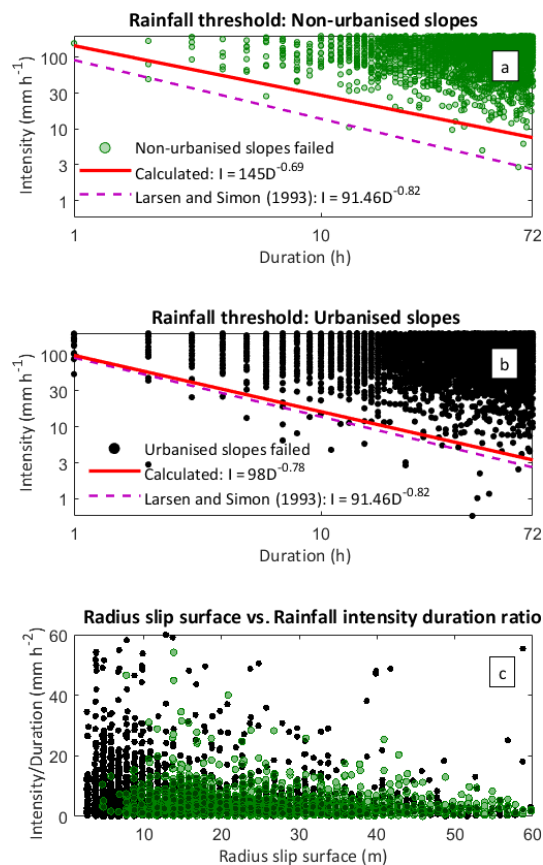 Rainfall threshold: Non-urbanised slopes
a
100
30
10
3
1
Intensity (mm h-1)
Non-urbanised slopes failed
Calculated: I = 145D-0.69
Larsen and Simon (1993): I = 91.46D-0.82
1 10 72
Duration (h)
Rainfall threshold: Urbanised slopes
b
100
30
10
3
1
Intensity (mm h-1)
Urbanised slopes failed
Calculated: I = 98D-0.78
Larsen and Simon (1993): I = 91.46D-0.82
1 10 72
Duration (h)
Radius slip surface vs. Rainfall intensity duration ratio
c
60
40
20
0
Intensity/Duration (mm h-2)
10 20 30 40 50 60
Radius slip surface (m)